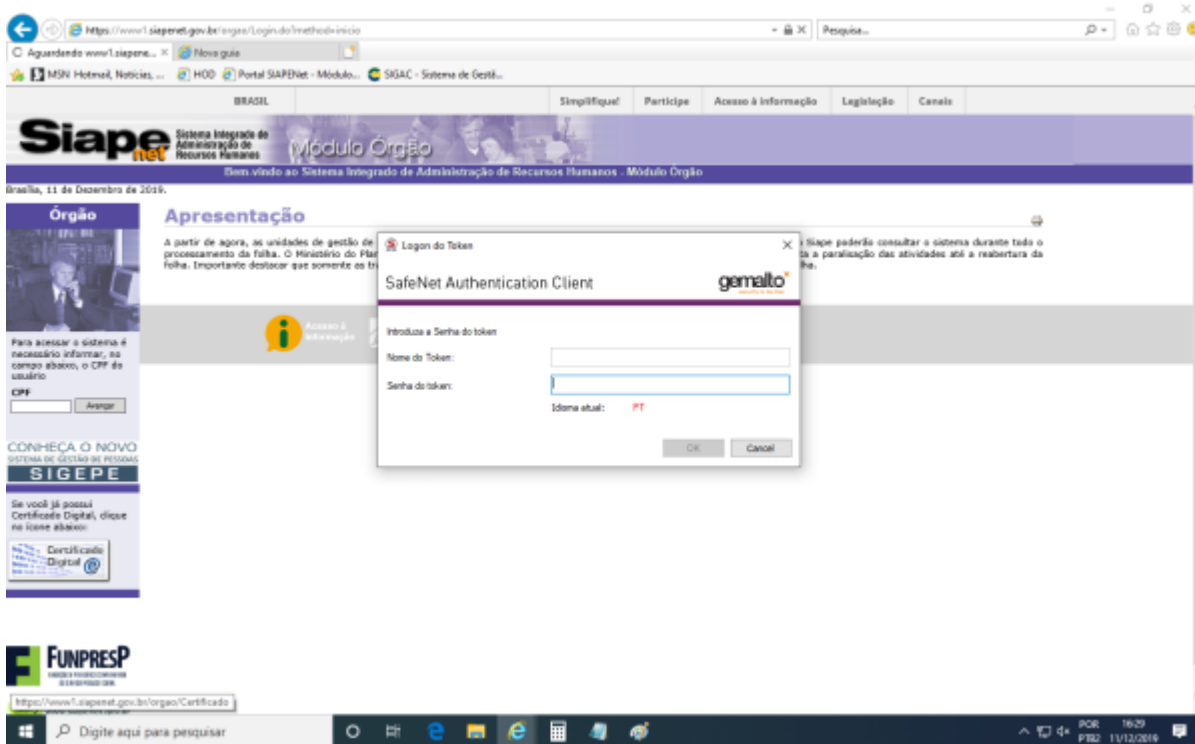 https://www1.siapenet.gov.br/orgao/Login.do?method=inicio
Pesquisa...
Aguardando www1.siapene...
Nova guia
MSN Hotmail, Notícias, ...
HOD
Portal SIAPENet - Módulo...
SIGAC - Sistema de Gestã...
BRASIL
Simplifique!
Participe
Acesso à informação
Legislação
Canais
Siape
net
Sistema Integrado de
Administração de
Recursos Humanos
Módulo Órgão
Bem-vindo ao Sistema Integrado de Administração de Recursos Humanos - Módulo Órgão
Brasília, 11 de Dezembro de 2019.
Órgão
Apresentação
A partir de agora, as unidades de gestão de
Siape poderão consultar o sistema durante todo o
processamento da folha. O Ministério do Plan
a paralisação das atividades até a reabertura da
folha. Importante destacar que somente as
Acesso à
Informação
Para acessar o sistema é
necessário informar, no
campo abaixo, o CPF do
usuário
CPF
Avançar
CONHEÇA O NOVO
SISTEMA DE GESTÃO DE PESSOAS
SIGEPE
Se você já possui
Certificado Digital, clique
no ícone abaixo:
Certificado
Digital
FUNPRESP
https://www1.siapenet.gov.br/orgao/Certificado
Logon do Token
SafeNet Authentication Client
gemalto
Introduza a Senha do token
Nome do Token:
Senha do token:
Idioma atual:
PT
OK
Cancel
Digite aqui para pesquisar
POR
PTB2
16:29
11/12/2019